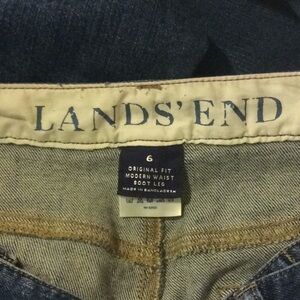 LANDS' END
6
ORIGINAL FIT
MODERN WAIST
BOOT LEG
MADE IN BANGLADESH